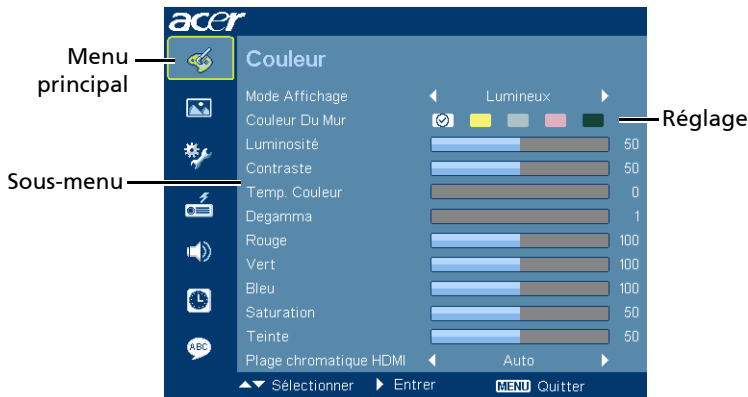 acer
Menu principal
Couleur
Mode Affichage Lumineux
Couleur Du Mur
Réglage
Luminosité 50
Contraste 50
Sous-menu
Temp. Couleur 0
Degamma 1
Rouge 100
Vert 100
Bleu 100
Saturation 50
Teinte 50
ABC
Plage chromatique HDMI Auto
Sélectionner Entrer MENU Quitter